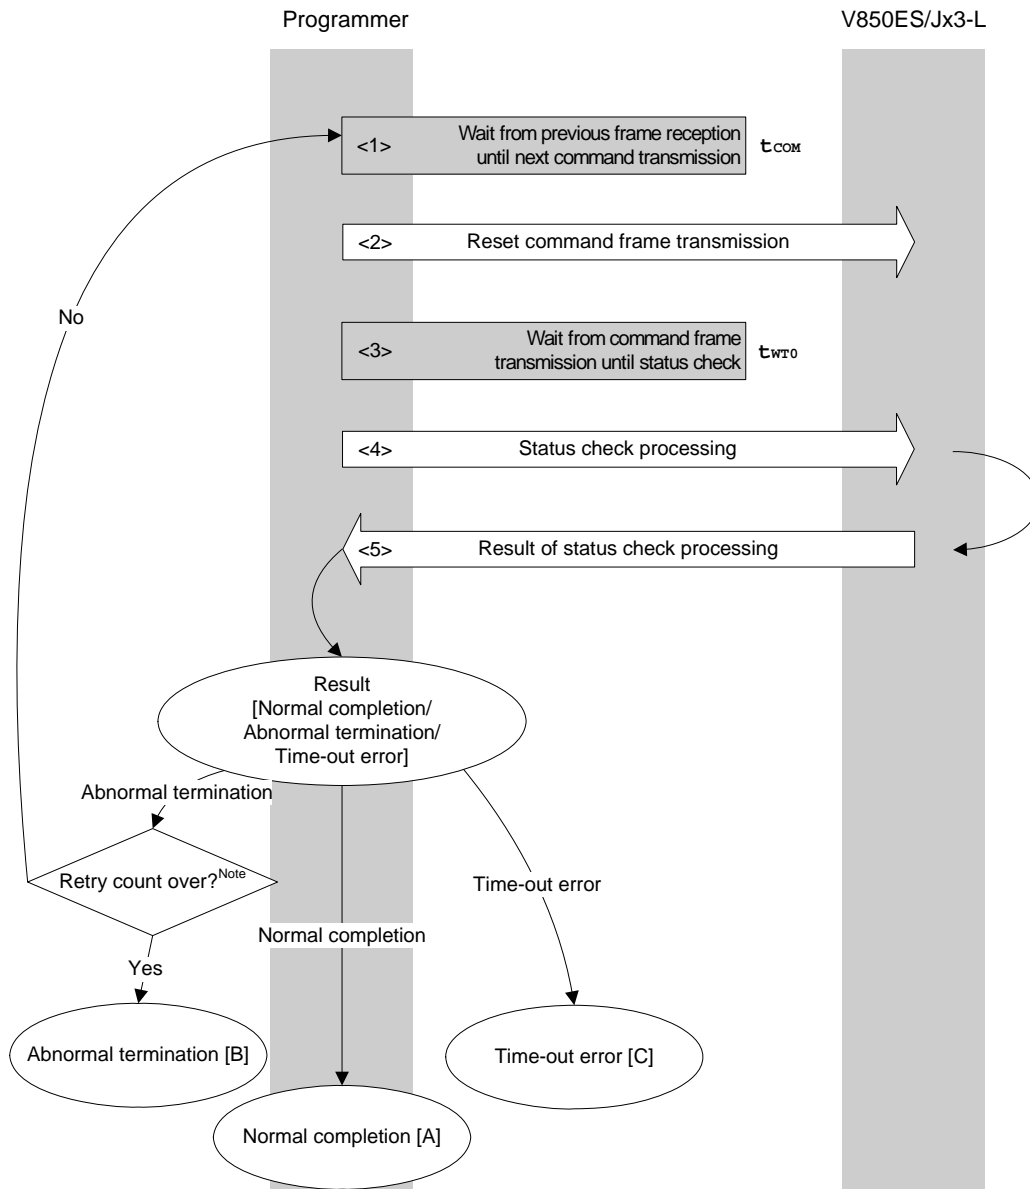 Programmer
V850ES/Jx3-L
<1>
Wait from previous frame reception
until next command transmission
tCOM
<2>
Reset command frame transmission
No
<3>
Wait from command frame
transmission until status check
tWT0
<4>
Status check processing
<5>
Result of status check processing
Result
[Normal completion/
Abnormal termination/
Time-out error]
Abnormal termination
Retry count over?Note
Time-out error
Normal completion
Yes
Abnormal termination [B]
Time-out error [C]
Normal completion [A]